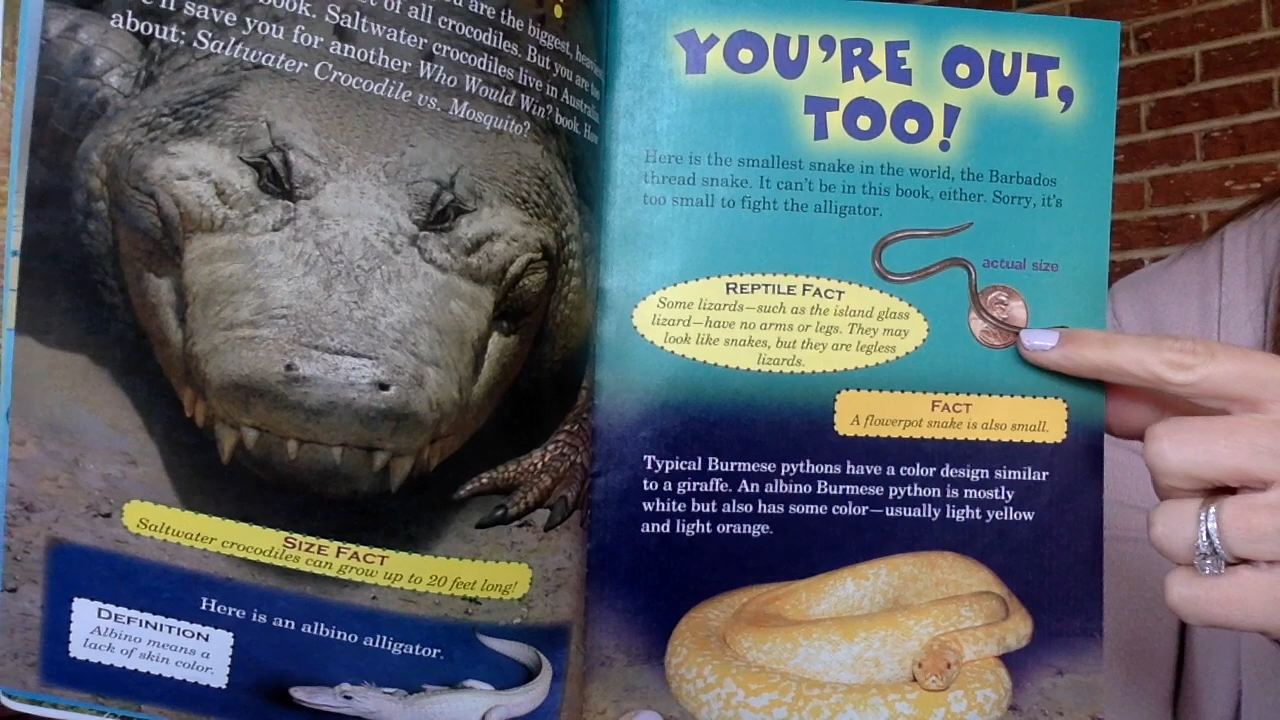 u are the biggest,
t of all crocodiles. But you are too
book. Saltwater crocodiles live in Australia
ll save you for another Who Would Win? book. How
about: Saltwater Crocodile vs. Mosquito?
SIZE FACT
Saltwater crocodiles can grow up to 20 feet long!
Here is an albino alligator.
DEFINITION
Albino means a
lack of skin color.
YOU'RE OUT,
TOO!
Here is the smallest snake in the world, the Barbados
thread snake. It can't be in this book, either. Sorry, it's
too small to fight the alligator.
actual size
REPTILE FACT
Some lizards—such as the island glass
lizard—have no arms or legs. They may
look like snakes, but they are legless
lizards.
FACT
A flowerpot snake is also small.
Typical Burmese pythons have a color design similar
to a giraffe. An albino Burmese python is mostly
white but also has some color—usually light yellow
and light orange.